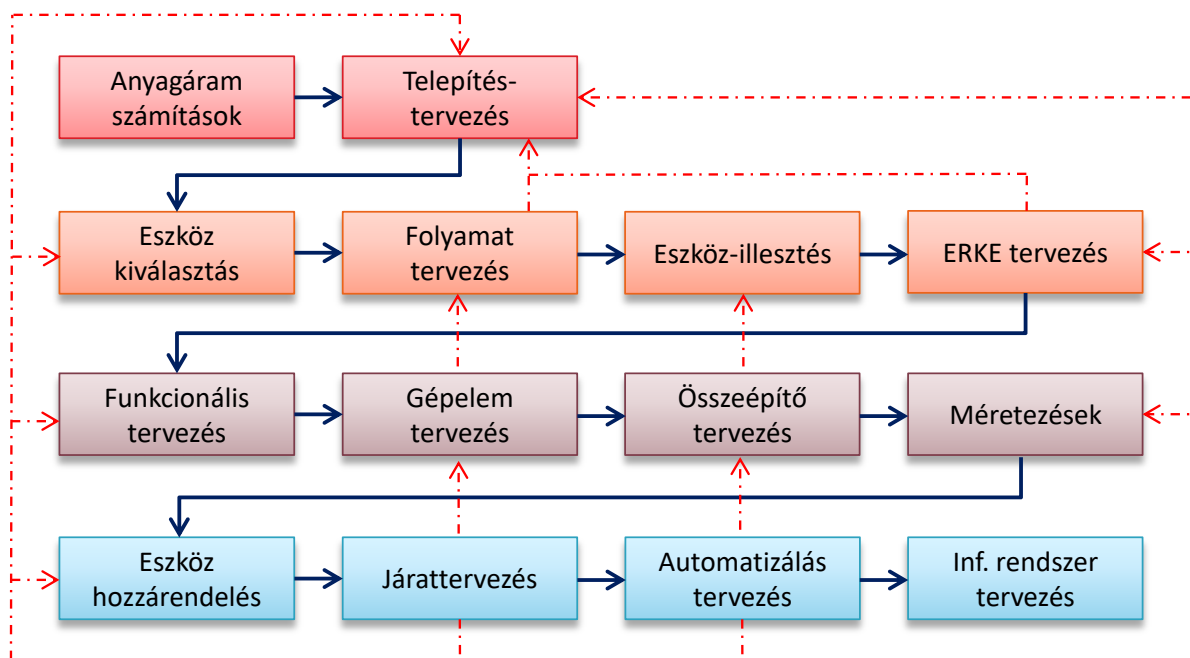 Anyagáram
számítások
Telepítés-
tervezés
Eszköz
kiválasztás
Folyamat
tervezés
Eszköz-illesztés
ERKE tervezés
Funkcionális
tervezés
Gépelem
tervezés
Összeépítő
tervezés
Méretezések
Eszköz
hozzárendelés
Járattervezés
Automatizálás
tervezés
Inf. rendszer
tervezés